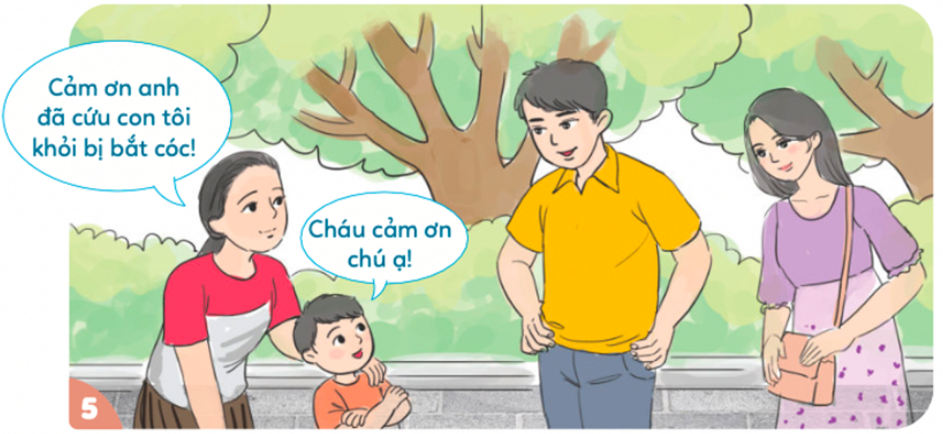 Cảm ơn anh
đã cứu con tôi
khỏi bị bắt cóc!
Cháu cảm ơn
chú ạ!
5